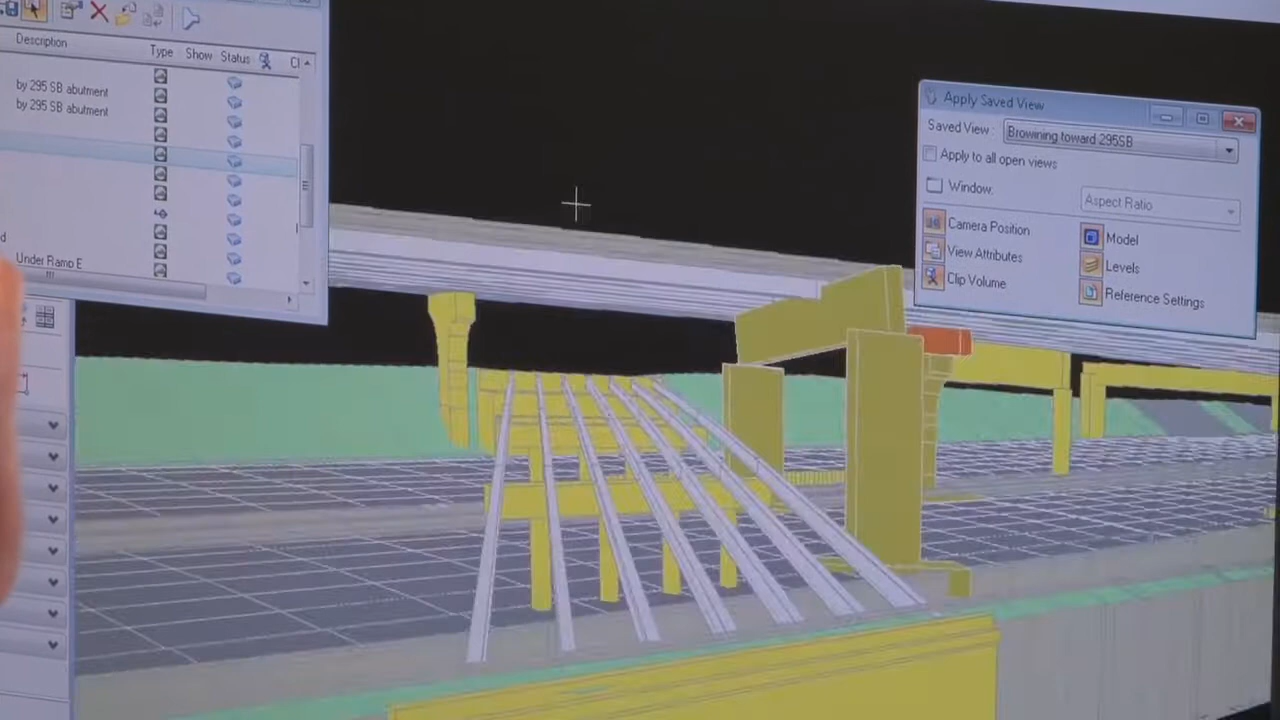 Description
Type
Show
Status
Cl
by 295 SB abutment
by 295 SB abutment
d
Under Ramp E
Apply Saved View
Saved View:
Browining toward 295SB
Apply to all open views
Window:
Aspect Ratio
Camera Position
Model
View Attributes
Levels
Clip Volume
Reference Settings